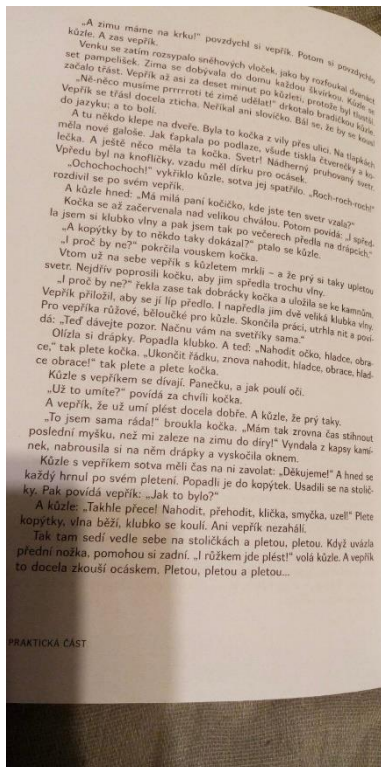 „A zimu máme na krku!" povzdychl si vepřík. Potom si povzdychlo
kůzle. A zas vepřík.
Venku se zatím rozsypalo sněhových vloček, jako by rozfoukal dvanáct
set pampelišek. Zima se dobývala do domu každou škvírkou. Kůzle se
začalo třást. Vepřík až asi za deset minut po kůzleti, protože byl tlustší.
„Ně-něco musíme prrrrroti té zimě udělat!" drkotalo bradičkou kůzle.
Vepřík se třásl docela zticha. Neříkal ani slovíčko. Bál se, že by se kousl
do jazyku; a to bolí.
A tu někdo klepe na dveře. Byla to kočka z vily přes ulici. Na tlapkách
měla nové galoše. Jak ťapkala po podlaze, všude tiskla čtverečky a ko-
lečka. A ještě něco měla ta kočka. Svetr! Nádherný pruhovaný svetr.
Vpředu byl na knoflíčky, vzadu měl dírku pro ocásek.
„Ochochochoch!" vykřiklo kůzle, sotva jej spatřilo. „Roch-roch-roch!"
rozdivil se po svém vepřík.
A kůzle hned: „Má milá paní kočičko, kde jste ten svetr vzala?"
Kočka se až začervenala nad velikou chválou. Potom povídá: „I spřed-
la jsem si klubko vlny a pak jsem tak po večerech předla na drápcích."
„A kopýtky by to někdo taky dokázal?" ptalo se kůzle.
„I proč by ne?" pokrčila vouskem kočka.
Vtom už na sebe vepřík s kůzletem mrkli – a že prý si taky upletou
svetr. Nejdřív poprosili kočku, aby jim spředla trochu vlny.
„I proč by ne?" řekla zase tak dobrácky kočka a uložila se ke kamnům.
Vepřík přiložil, aby se jí líp předlo. I napředla jim dvě veliká klubka vlny.
Pro vepříka růžové, běloučké pro kůzle. Skončila práci, utrhla nit a poví-
dá: „Teď dávejte pozor. Načnu vám na svetříky sama."
Olízla si drápky. Popadla klubko. A teď: „Nahodit očko, hladce, obra-
ce," tak plete kočka. „Ukončit řádku, znova nahodit, hladce, obrace, hlad-
ce obrace!" tak plete a plete kočka.
Kůzle s vepříkem se dívají. Panečku, a jak poulí oči.
„Už to umíte?" povídá za chvíli kočka.
A vepřík, že už umí plést docela dobře. A kůzle, že prý taky.
„To jsem sama ráda!" broukla kočka. „Mám tak zrovna čas stihnout
poslední myšku, než mi zaleze na zimu do díry!" Vyndala z kapsy kamí-
nek, nabrousila si na něm drápky a vyskočila oknem.
Kůzle s vepříkem sotva měli čas na ni zavolat: „Děkujeme!" A hned se
každý hrnul po svém pletení. Popadli je do kopýtek. Usadili se na stolič-
ky. Pak povídá vepřík: „Jak to bylo?"
A kůzle: „Takhle přece! Nahodit, přehodit, klička, smyčka, uzel!" Plete
kopýtky, vlna běží, klubko se koulí. Ani vepřík nezahálí.
Tak tam sedí vedle sebe na stoličkách a pletou, pletou. Když uvázla
přední nožka, pomohou si zadní. „I růžkem jde plést!" volá kůzle. A vepřík
to docela zkouší ocáskem. Pletou, pletou a pletou...
PRAKTICKÁ ČÁST